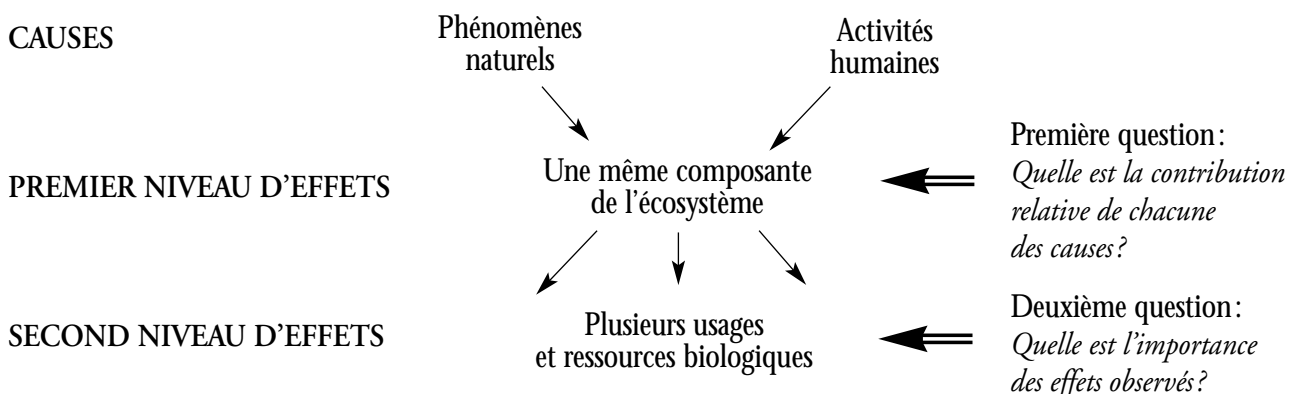 CAUSES
Phénomènes
naturels
Activités
humaines
PREMIER NIVEAU D'EFFETS
Une même composante
de l'écosystème
Première question :
Quelle est la contribution
relative de chacune
des causes ?
SECOND NIVEAU D'EFFETS
Plusieurs usages
et ressources biologiques
Deuxième question :
Quelle est l'importance
des effets observés ?